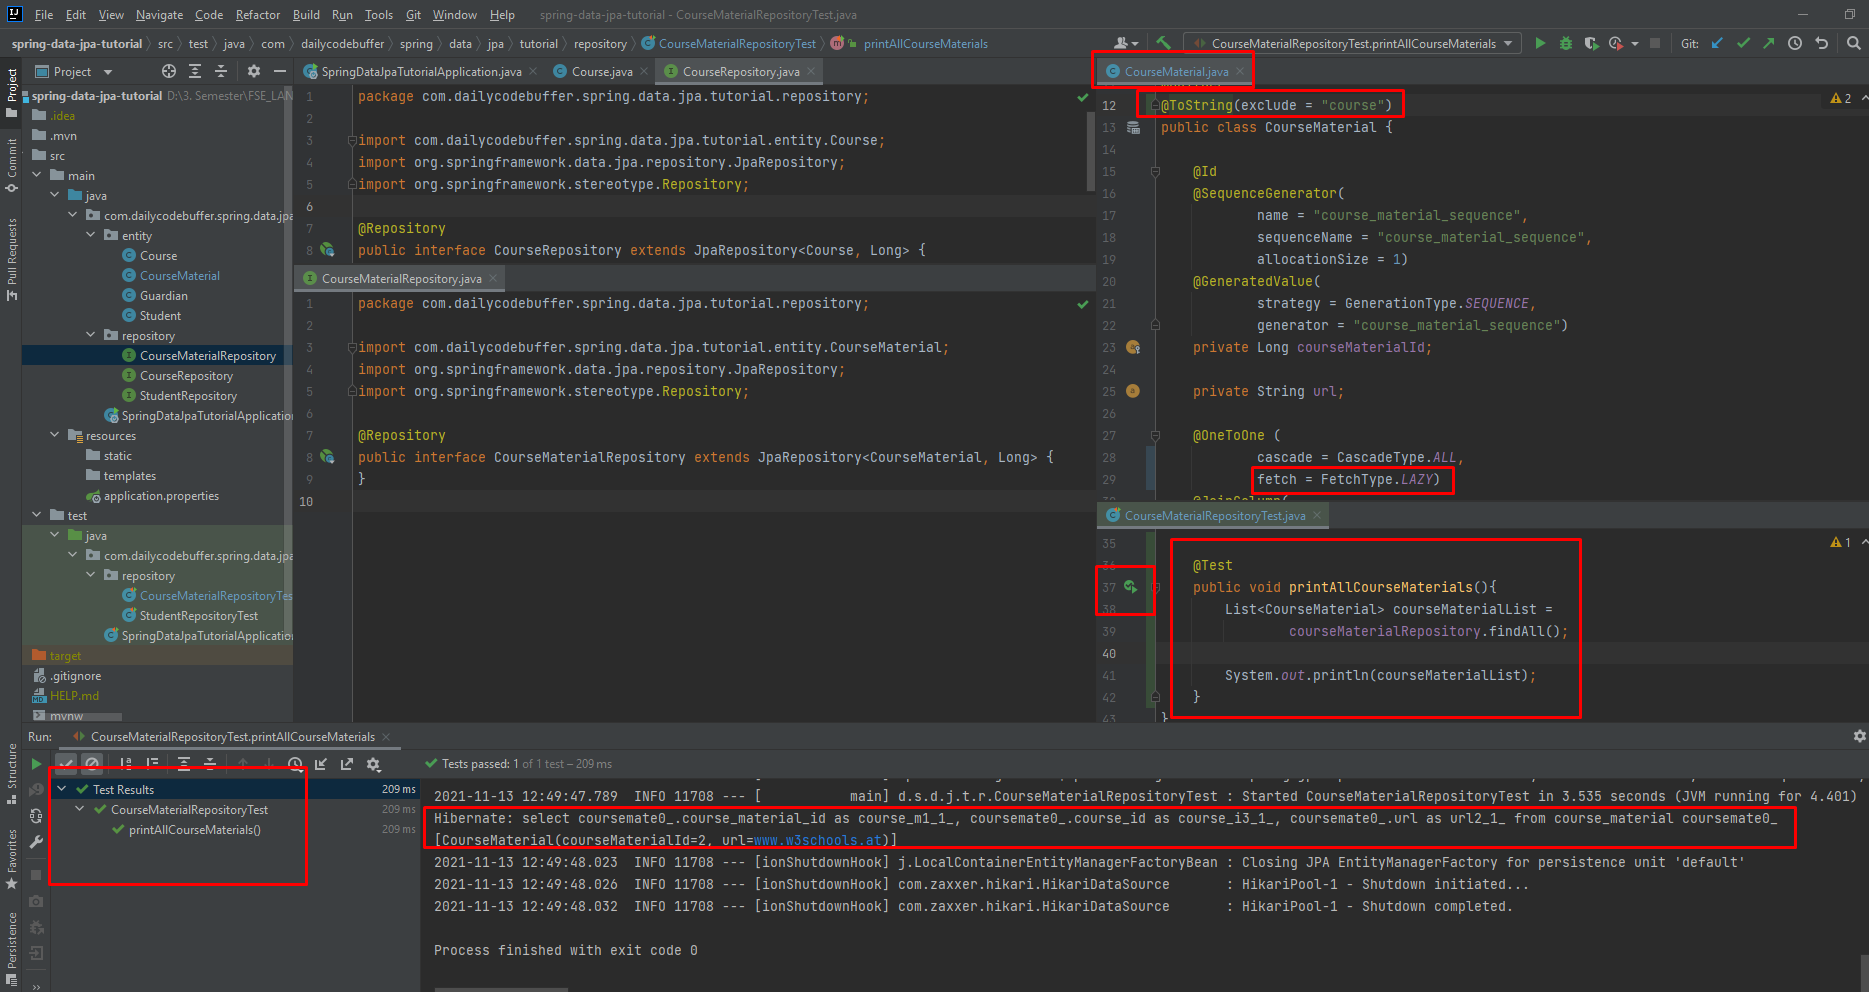 File Edit View Navigate Code Refactor Build Run Tools Git Window Help spring-data-jpa-tutorial - CourseMaterialRepositoryTest.java
spring-data-jpa-tutorial src test java com dailycodebuffer spring data jpa tutorial repository CourseMaterialRepositoryTest printAllCourseMaterials
CourseMaterialRepositoryTest.printAllCourseMaterials Git:
Project
Commit
Pull Requests
Project
spring-data-jpa-tutorial D:\3. Semester\FSE_LAN
.idea
.mvn
src
main
java
com.dailycodebuffer.spring.data.jpa
entity
Course
CourseMaterial
Guardian
Student
repository
CourseMaterialRepository
CourseRepository
StudentRepository
SpringDataJpaTutorialApplication
resources
static
templates
application.properties
test
java
com.dailycodebuffer.spring.data.jpa
repository
CourseMaterialRepositoryTes
StudentRepositoryTest
SpringDataJpaTutorialApplication
target
.gitignore
HELP.md
mvnw
SpringDataJpaTutorialApplication.java Course.java CourseRepository.java
1 package com.dailycodebuffer.spring.data.jpa.tutorial.repository;
2
3 import com.dailycodebuffer.spring.data.jpa.tutorial.entity.Course;
4 import org.springframework.data.jpa.repository.JpaRepository;
5 import org.springframework.stereotype.Repository;
6
7 @Repository
8 public interface CourseRepository extends JpaRepository<Course, Long> {
CourseMaterialRepository.java
1 package com.dailycodebuffer.spring.data.jpa.tutorial.repository;
2
3 import com.dailycodebuffer.spring.data.jpa.tutorial.entity.CourseMaterial;
4 import org.springframework.data.jpa.repository.JpaRepository;
5 import org.springframework.stereotype.Repository;
6
7 @Repository
8 public interface CourseMaterialRepository extends JpaRepository<CourseMaterial, Long> {
9 }
10
CourseMaterial.java
2
12 @ToString(exclude = "course")
13 public class CourseMaterial {
14
15 @Id
16 @SequenceGenerator(
17 name = "course_material_sequence",
18 sequenceName = "course_material_sequence",
19 allocationSize = 1)
20 @GeneratedValue(
21 strategy = GenerationType.SEQUENCE,
22 generator = "course_material_sequence")
23 private Long courseMaterialId;
24
25 private String url;
26
27 @OneToOne (
28 cascade = CascadeType.ALL,
29 fetch = FetchType.LAZY)
@JoinColumn(
CourseMaterialRepositoryTest.java
35
1
36 @Test
37 public void printAllCourseMaterials(){
38 List<CourseMaterial> courseMaterialList =
39 courseMaterialRepository.findAll();
40
41 System.out.println(courseMaterialList);
42 }
43 }
Run: CourseMaterialRepositoryTest.printAllCourseMaterials
Tests passed: 1 of 1 test – 209 ms
Structure
Favorites
Persistence
Test Results 209 ms
CourseMaterialRepositoryTest 209 ms
printAllCourseMaterials() 209 ms
2021-11-13 12:49:47.789 INFO 11708 --- [ main] d.s.d.j.t.r.CourseMaterialRepositoryTest : Started CourseMaterialRepositoryTest in 3.535 seconds (JVM running for 4.401)
Hibernate: select coursemate0_.course_material_id as course_m1_1_, coursemate0_.course_id as course_i3_1_, coursemate0_.url as url2_1_ from course_material coursemate0_
[CourseMaterial(courseMaterialId=2, url=www.w3schools.at)]
2021-11-13 12:49:48.023 INFO 11708 --- [ionShutdownHook] j.LocalContainerEntityManagerFactoryBean : Closing JPA EntityManagerFactory for persistence unit 'default'
2021-11-13 12:49:48.026 INFO 11708 --- [ionShutdownHook] com.zaxxer.hikari.HikariDataSource : HikariPool-1 - Shutdown initiated...
2021-11-13 12:49:48.032 INFO 11708 --- [ionShutdownHook] com.zaxxer.hikari.HikariDataSource : HikariPool-1 - Shutdown completed.
Process finished with exit code 0